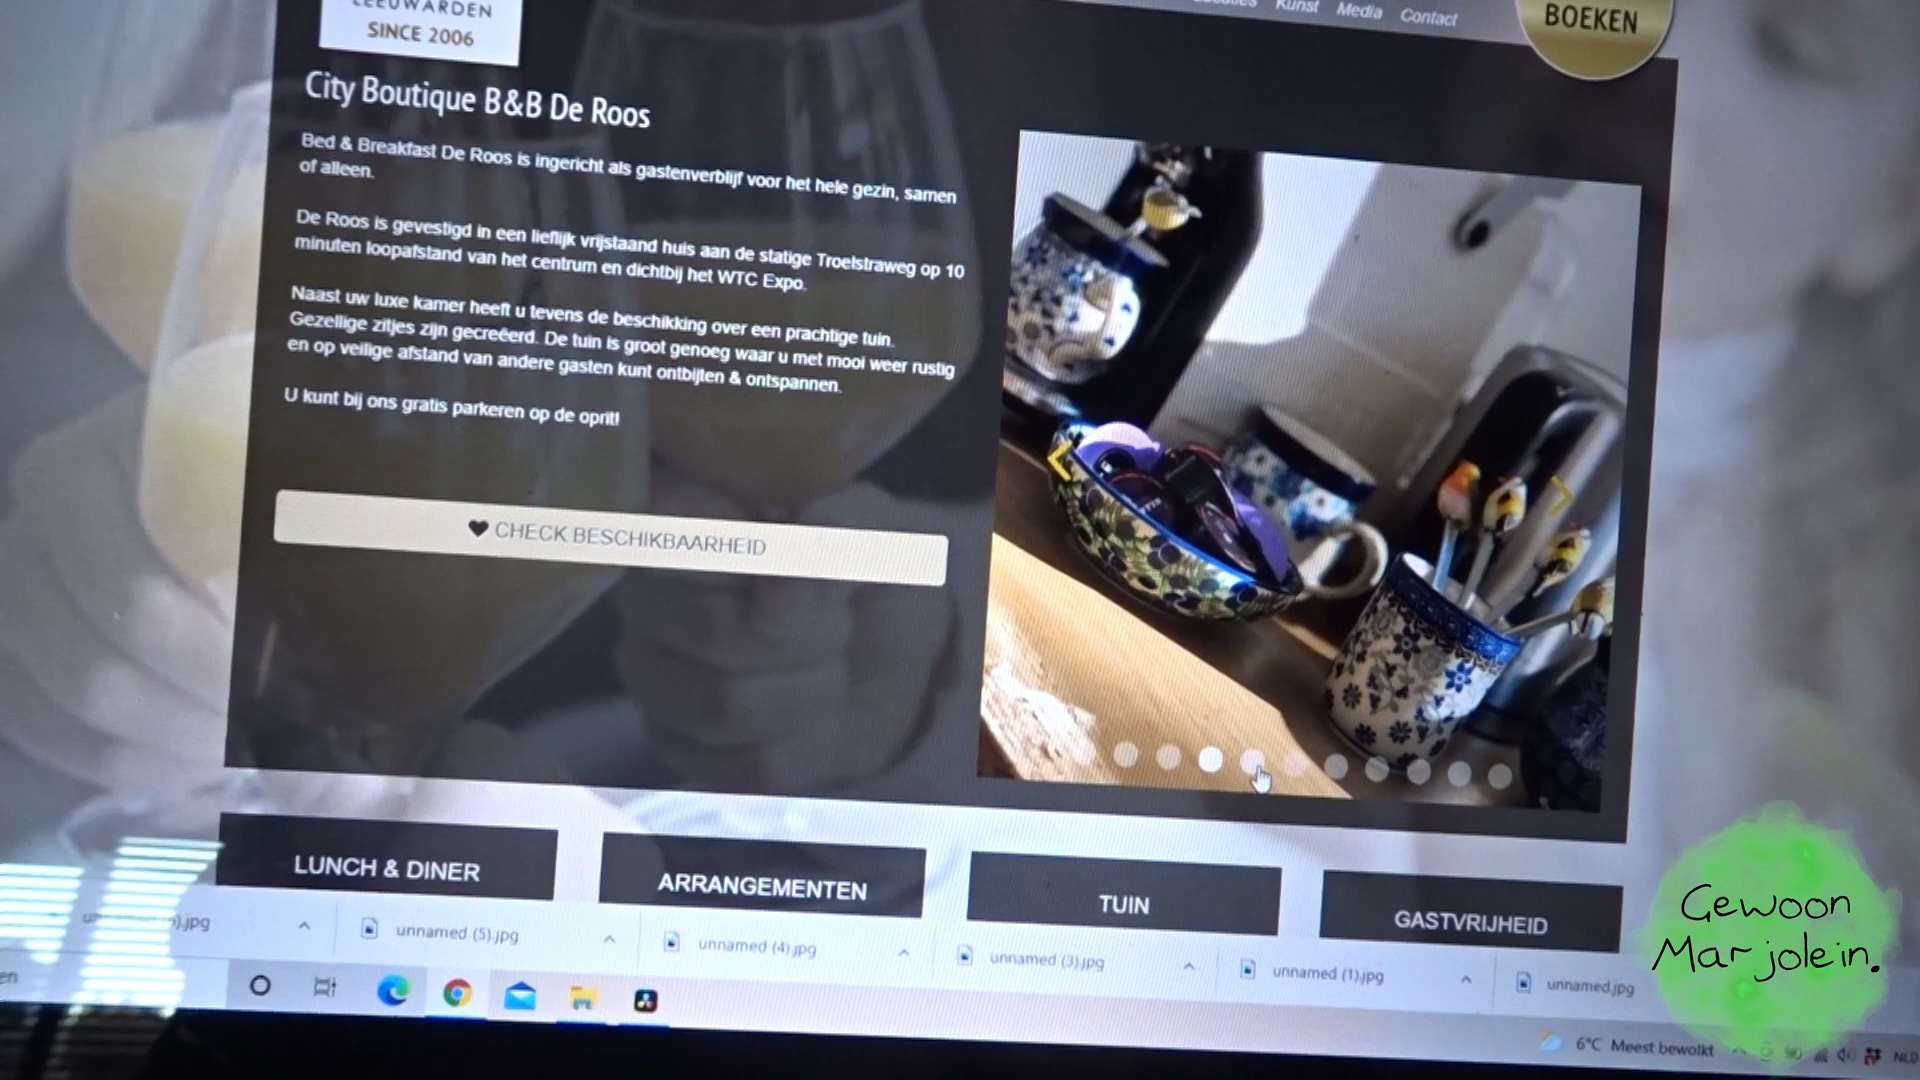 LEEUWARDEN
SINCE 2006
Kunst Media Contact
BOEKEN
City Boutique B&B De Roos
Bed & Breakfast De Roos is ingericht als gastenverblijf voor het hele gezin, samen
of alleen.
De Roos is gevestigd in een lieflijk vrijstaand huis aan de statige Troelstraweg op 10
minuten loopafstand van het centrum en dichtbij het WTC Expo.
Naast uw luxe kamer heeft u tevens de beschikking over een prachtige tuin.
Gezellige zitjes zijn gecreëerd. De tuin is groot genoeg waar u met mooi weer rustig
en op veilige afstand van andere gasten kunt ontbijten & ontspannen.
U kunt bij ons gratis parkeren op de oprit!
CHECK BESCHIKBAARHEID
LUNCH & DINER
ARRANGEMENTEN
TUIN
GASTVRIJHEID
unnamed (5).jpg
unnamed (4).jpg
unnamed (3).jpg
unnamed (1).jpg
unnamed.jpg
6°C Meest bewolkt
NLD
Gewoon
Marjolein.